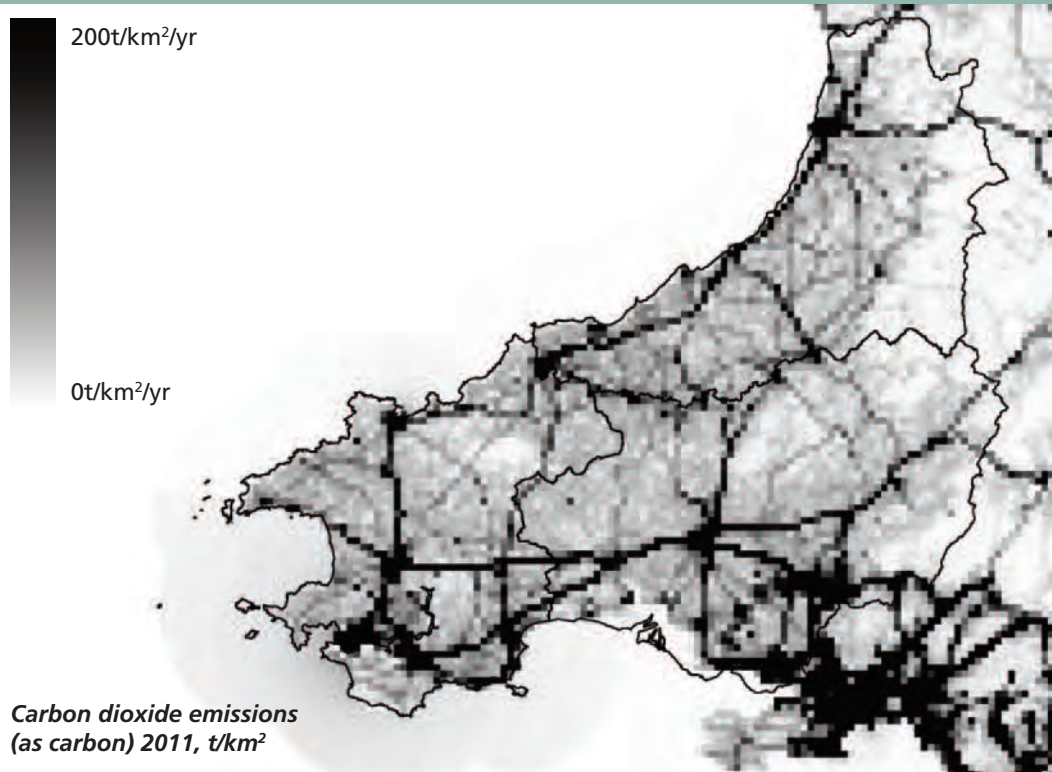 200t/km²/yr
0t/km²/yr
Carbon dioxide emissions
(as carbon) 2011, t/km²